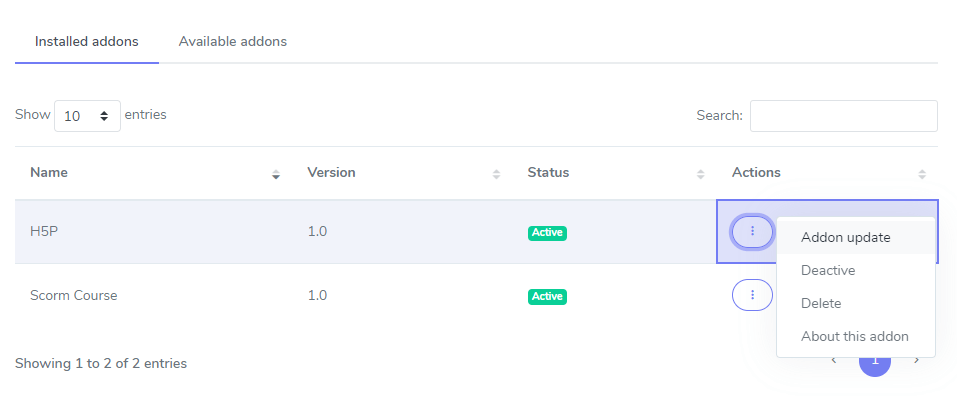 Installed addons Available addons
Show 10 entries Search:
Name Version Status Actions
H5P 1.0 Active
Addon update
Deactive
Scorm Course 1.0 Active
Delete
About this addon
Showing 1 to 2 of 2 entries 1